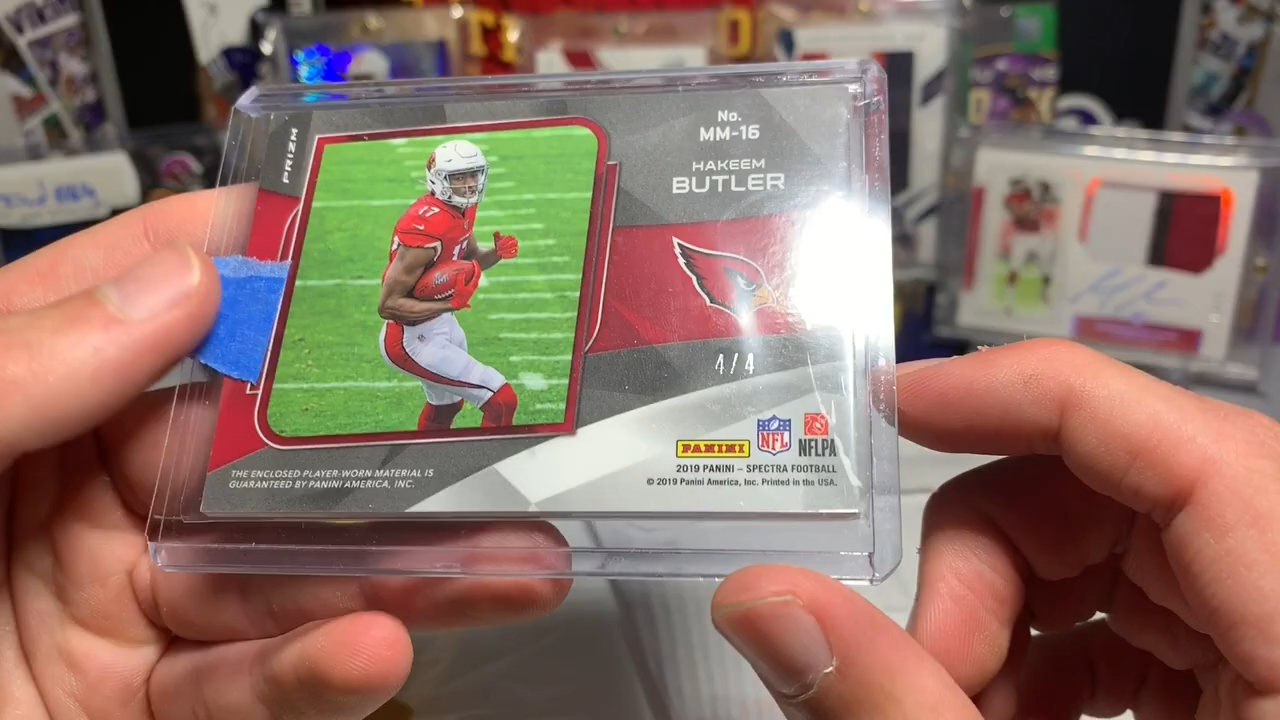 PRIZM
No.
MM-16
HAKEEM
BUTLER
17
4/4
PANINI
NFL
NFLPA
THE ENCLOSED PLAYER-WORN MATERIAL IS
GUARANTEED BY PANINI AMERICA, INC.
2019 PANINI – SPECTRA FOOTBALL
© 2019 Panini America, Inc. Printed in the USA.